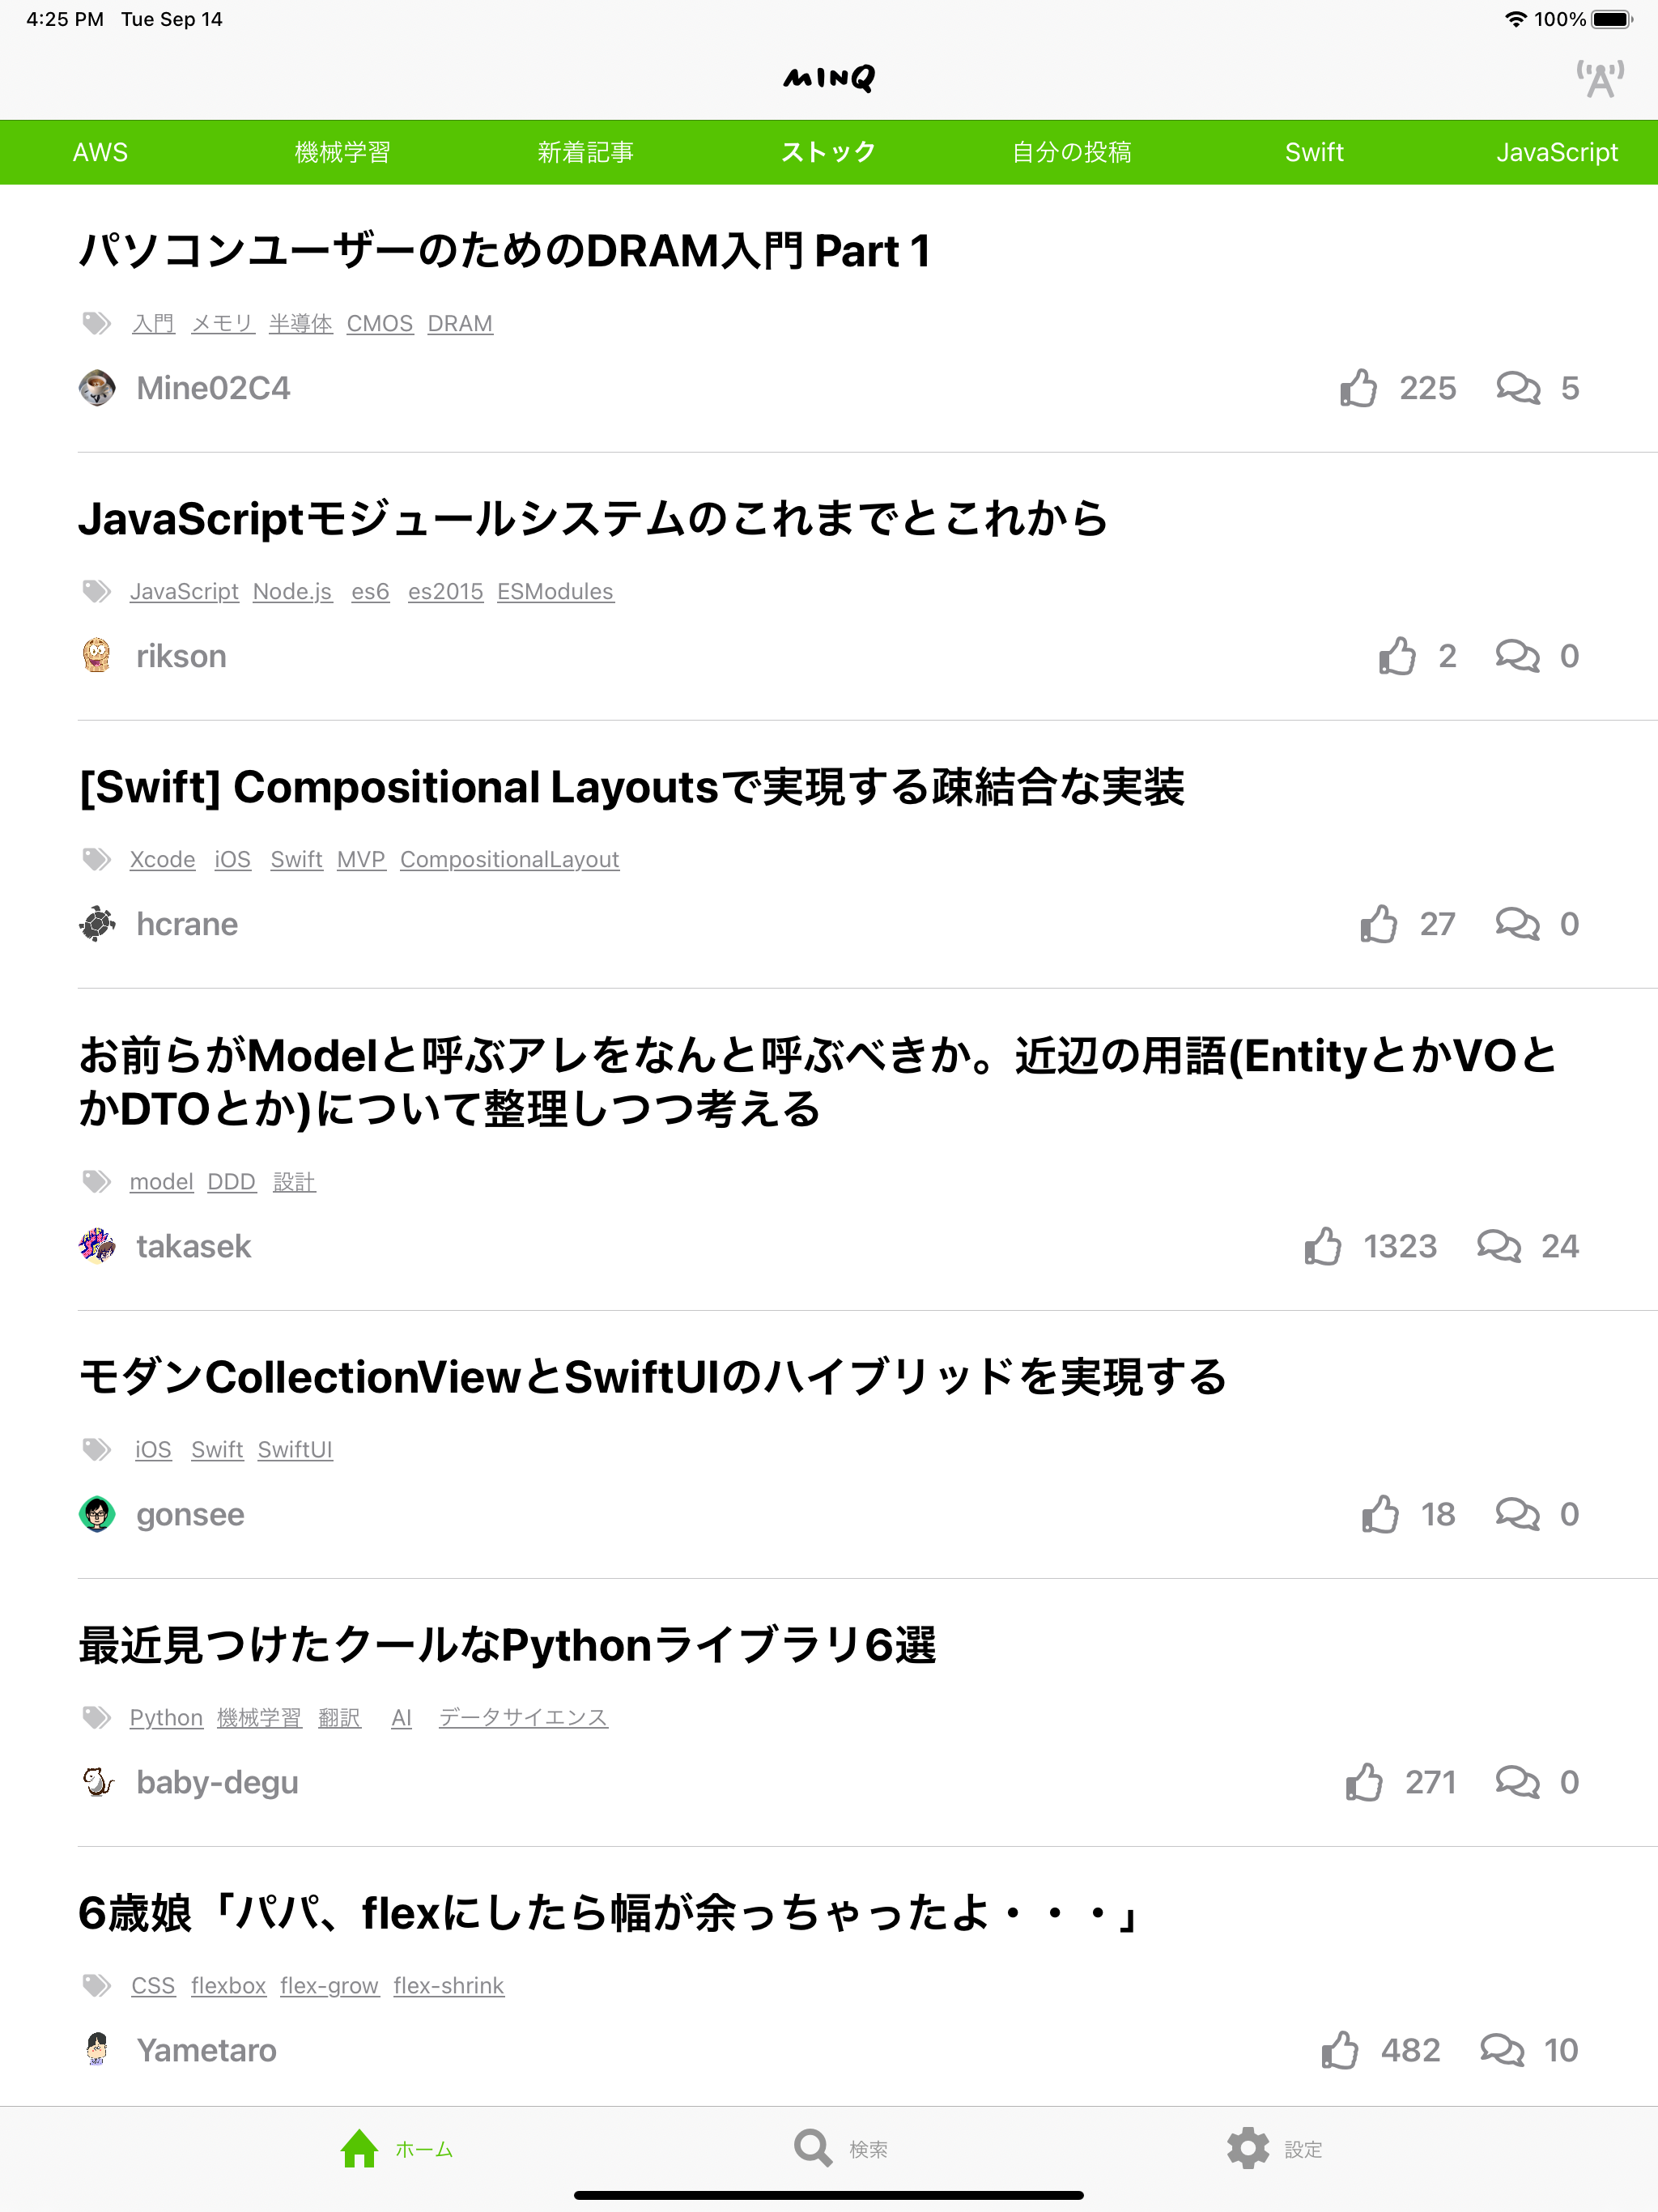 4:25 PM Tue Sep 14 100%
MINQ
AWS 機械学習 新着記事 ストック 自分の投稿 Swift JavaScript
パソコンユーザーのためのDRAM入門 Part 1
入門 メモリ 半導体 CMOS DRAM
Mine02C4 225 5
JavaScriptモジュールシステムのこれまでとこれから
JavaScript Node.js es6 es2015 ESModules
rikson 2 0
[Swift] Compositional Layoutsで実現する疎結合な実装
Xcode iOS Swift MVP CompositionalLayout
hcrane 27 0
お前らがModelと呼ぶアレをなんと呼ぶべきか。近辺の用語(EntityとかVOと
かDTOとか)について整理しつつ考える
model DDD 設計
takasek 1323 24
モダンCollectionViewとSwiftUIのハイブリッドを実現する
iOS Swift SwiftUI
gonsee 18 0
最近見つけたクールなPythonライブラリ6選
Python 機械学習 翻訳 AI データサイエンス
baby-degu 271 0
6歳娘「パパ、flexにしたら幅が余っちゃったよ・・・」
CSS flexbox flex-grow flex-shrink
Yametaro 482 10
ホーム 検索 設定